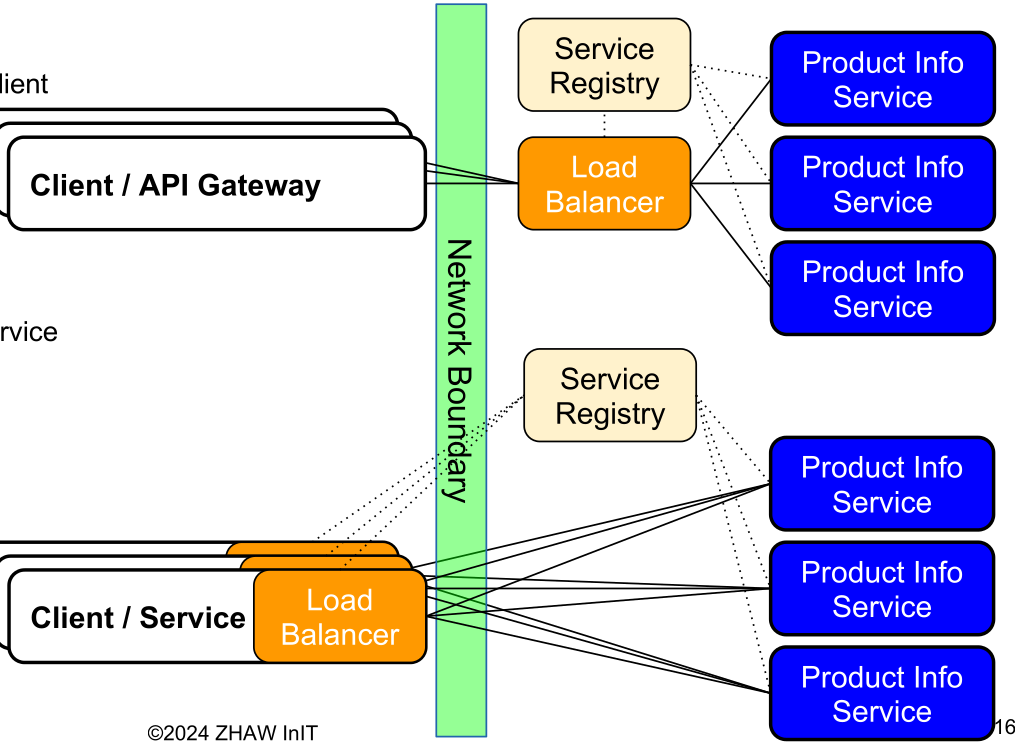 lient
Client / API Gateway
Service
Registry
Load
Balancer
Product Info
Service
Product Info
Service
Product Info
Service
Network Boundary
rvice
Service
Registry
Client / Service
Load
Balancer
Product Info
Service
Product Info
Service
Product Info
Service
©2024 ZHAW InIT
16